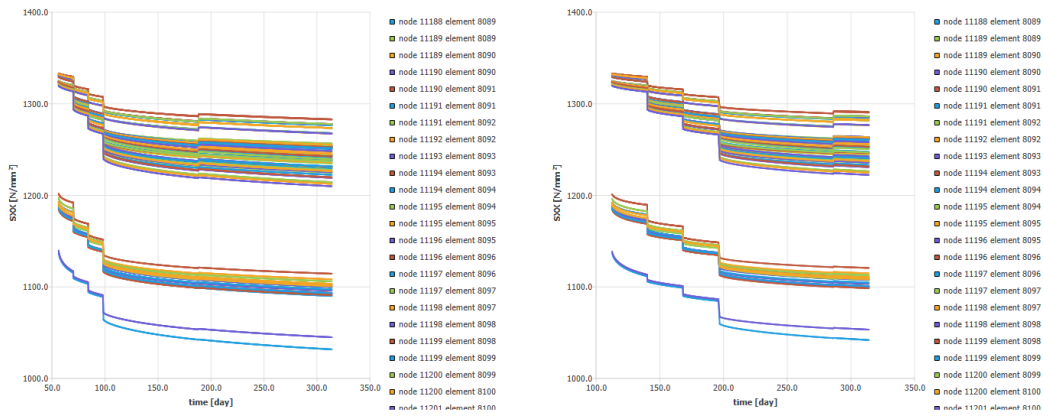 1400.0
1300.0
1200.0
1100.0
1000.0
SXX [N/mm²]
50.0 100.0 150.0 200.0 250.0 300.0 350.0
time [day]
node 11188 element 8089
node 11189 element 8089
node 11189 element 8090
node 11190 element 8090
node 11190 element 8091
node 11191 element 8091
node 11191 element 8092
node 11192 element 8092
node 11193 element 8093
node 11194 element 8093
node 11194 element 8094
node 11195 element 8094
node 11195 element 8095
node 11196 element 8095
node 11196 element 8096
node 11197 element 8096
node 11197 element 8097
node 11198 element 8097
node 11198 element 8098
node 11199 element 8098
node 11199 element 8099
node 11200 element 8099
node 11200 element 8100
node 11201 element 8100
1400.0
1300.0
1200.0
1100.0
1000.0
SXX [N/mm²]
100.0 150.0 200.0 250.0 300.0 350.0
time [day]
node 11188 element 8089
node 11189 element 8089
node 11189 element 8090
node 11190 element 8090
node 11190 element 8091
node 11191 element 8091
node 11191 element 8092
node 11192 element 8092
node 11193 element 8093
node 11194 element 8093
node 11194 element 8094
node 11195 element 8094
node 11195 element 8095
node 11196 element 8095
node 11196 element 8096
node 11197 element 8096
node 11197 element 8097
node 11198 element 8097
node 11198 element 8098
node 11199 element 8098
node 11199 element 8099
node 11200 element 8099
node 11200 element 8100
node 11201 element 8100